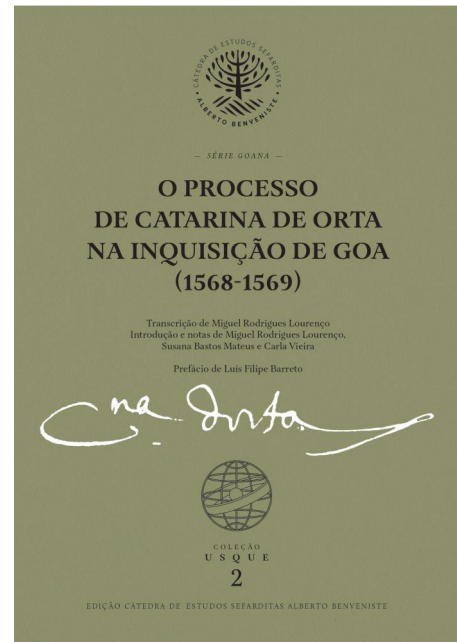 CÁTEDRA DE ESTUDOS SEFARDITAS
• ALBERTO BENVENISTE •
— SÉRIE GOANA —
O PROCESSO
DE CATARINA DE ORTA
NA INQUISIÇÃO DE GOA
(1568-1569)
Transcrição de Miguel Rodrigues Lourenço
Introdução e notas de Miguel Rodrigues Lourenço,
Susana Bastos Mateus e Carla Vieira
Prefácio de Luís Filipe Barreto
C.na dorta
COLEÇÃO
USQUE
2
EDIÇÃO CÁTEDRA DE ESTUDOS SEFARDITAS ALBERTO BENVENISTE